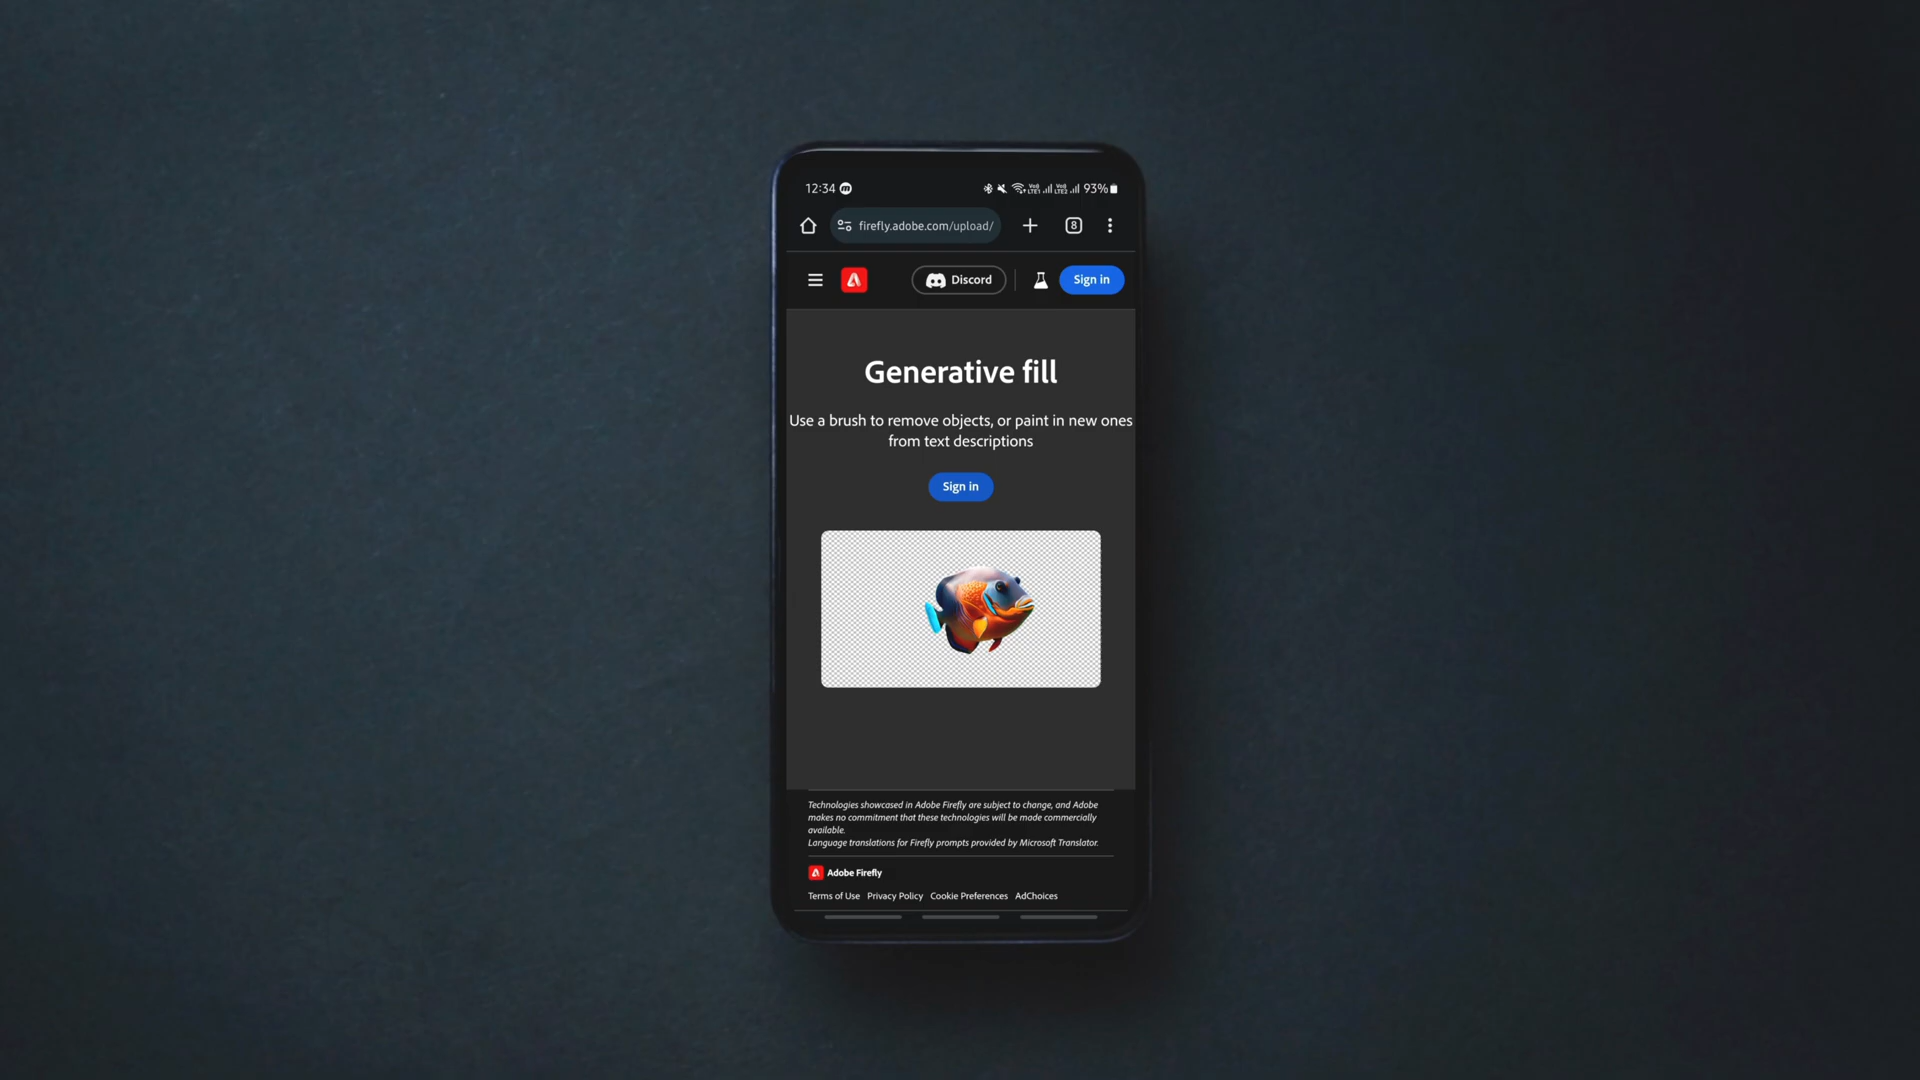 12:34
93%
firefly.adobe.com/upload/
8
Discord
Sign in
Generative fill
Use a brush to remove objects, or paint in new ones
from text descriptions
Sign in
Technologies showcased in Adobe Firefly are subject to change, and Adobe
makes no commitment that these technologies will be made commercially
available.
Language translations for Firefly prompts provided by Microsoft Translator.
Adobe Firefly
Terms of Use Privacy Policy Cookie Preferences AdChoices